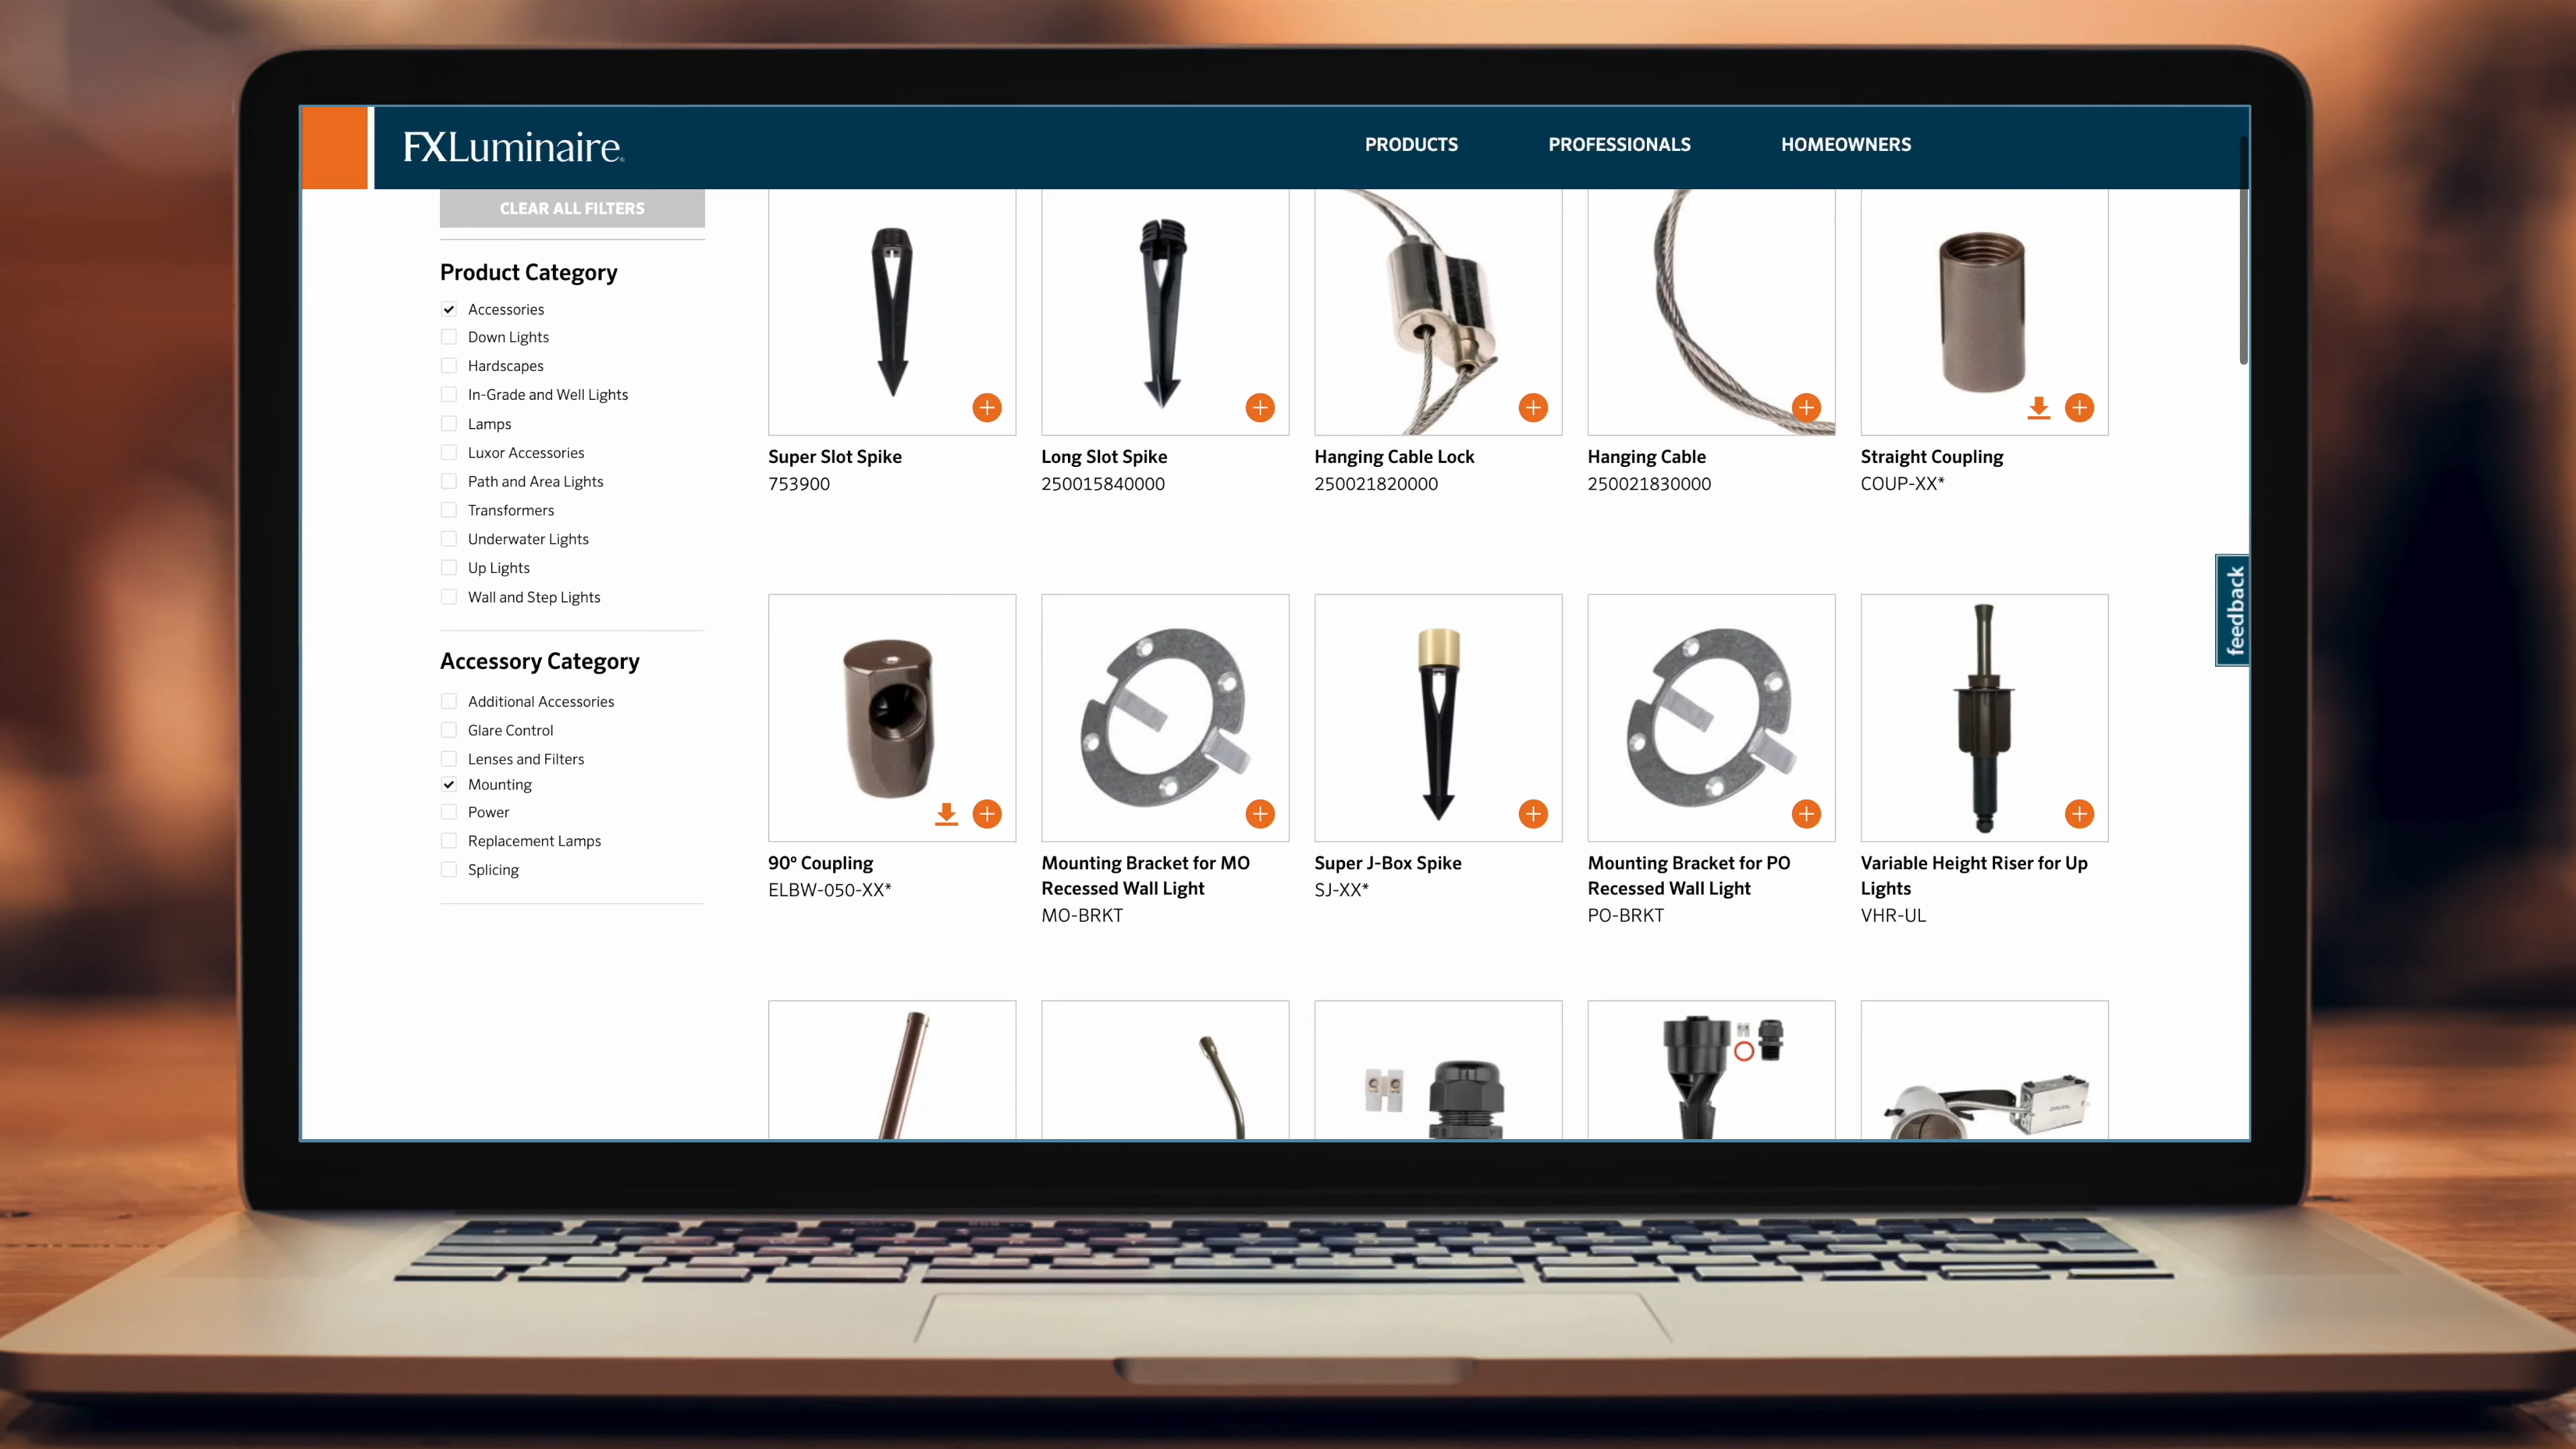 FXLuminaire.
PRODUCTS
PROFESSIONALS
HOMEOWNERS
CLEAR ALL FILTERS
Product Category
Accessories
Down Lights
Hardscapes
In-Grade and Well Lights
Lamps
Luxor Accessories
Path and Area Lights
Transformers
Underwater Lights
Up Lights
Wall and Step Lights
Accessory Category
Additional Accessories
Glare Control
Lenses and Filters
Mounting
Power
Replacement Lamps
Splicing
Super Slot Spike
753900
Long Slot Spike
250015840000
Hanging Cable Lock
250021820000
Hanging Cable
250021830000
Straight Coupling
COUP-XX*
90º Coupling
ELBW-050-XX*
Mounting Bracket for MO
Recessed Wall Light
MO-BRKT
Super J-Box Spike
SJ-XX*
Mounting Bracket for PO
Recessed Wall Light
PO-BRKT
Variable Height Riser for Up
Lights
VHR-UL
feedback